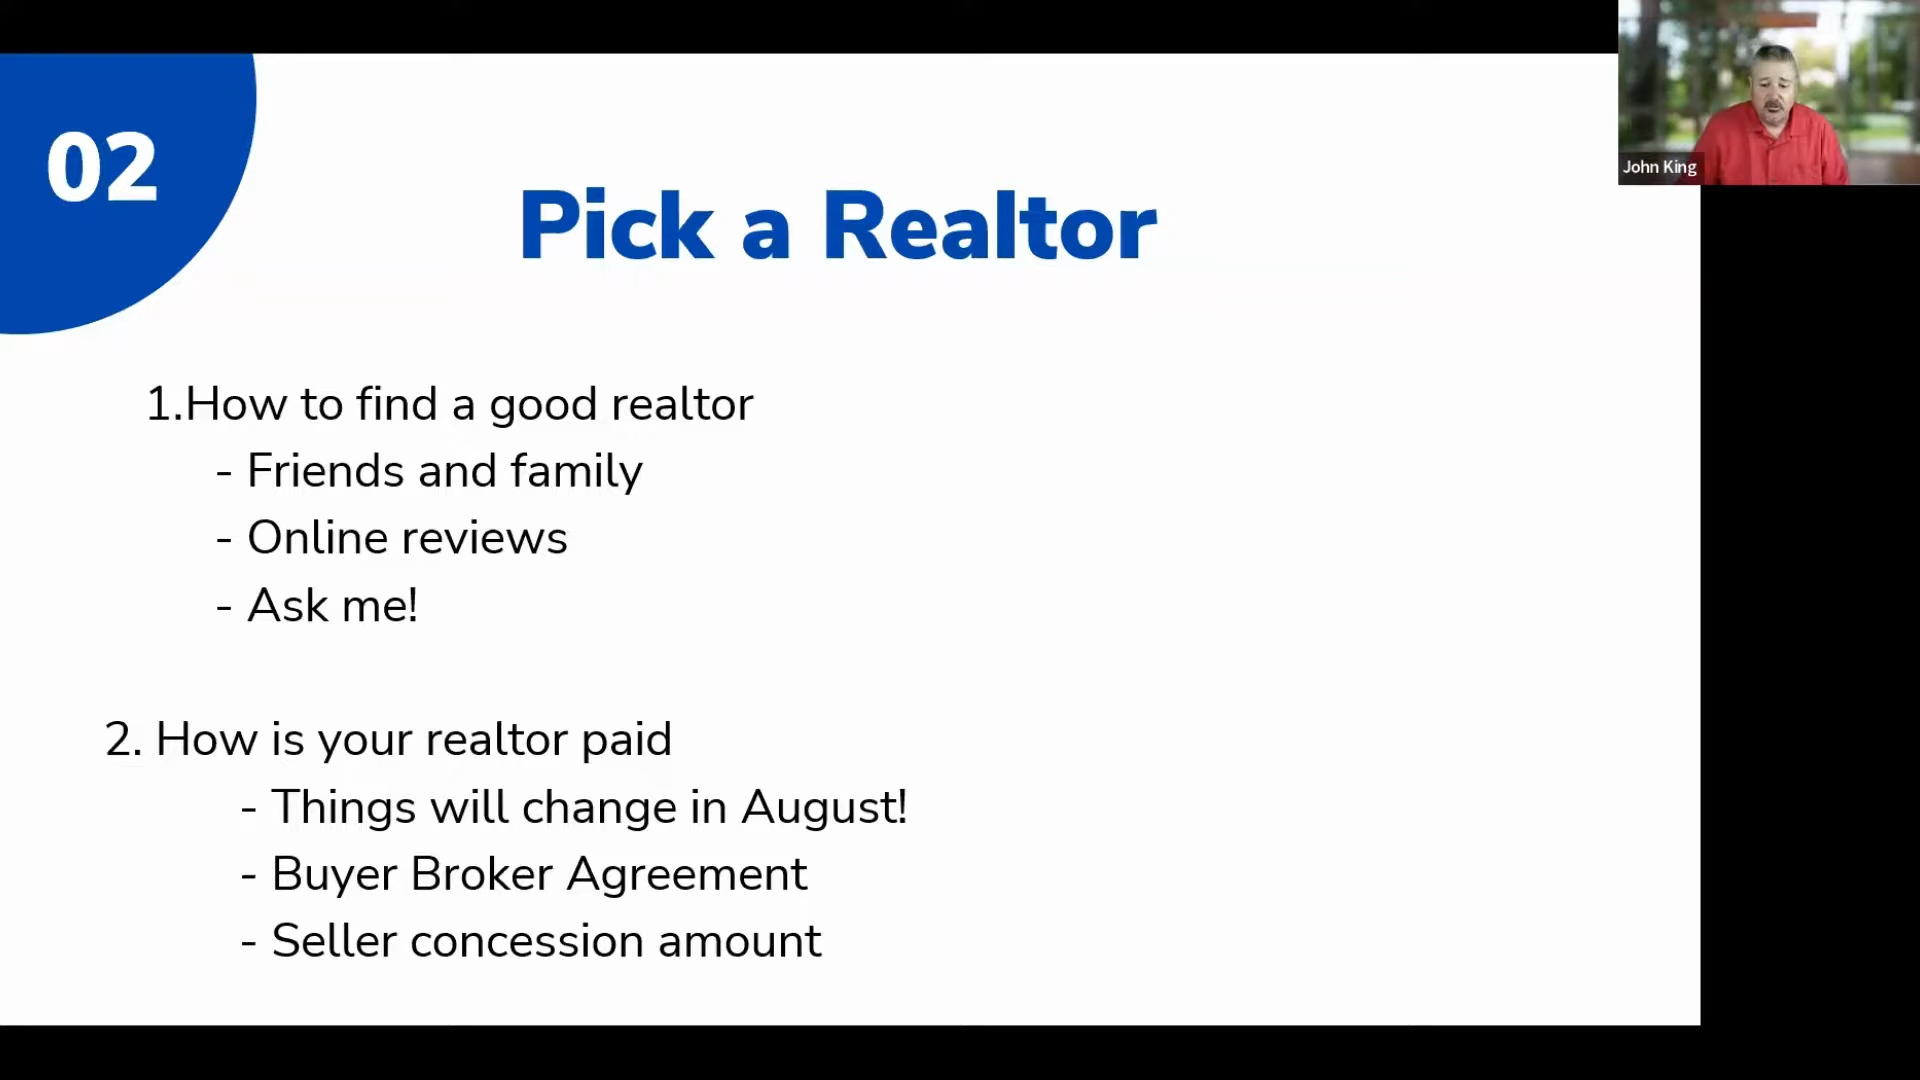 02
John King
Pick a Realtor
1.How to find a good realtor
- Friends and family
- Online reviews
- Ask me!
2. How is your realtor paid
- Things will change in August!
- Buyer Broker Agreement
- Seller concession amount